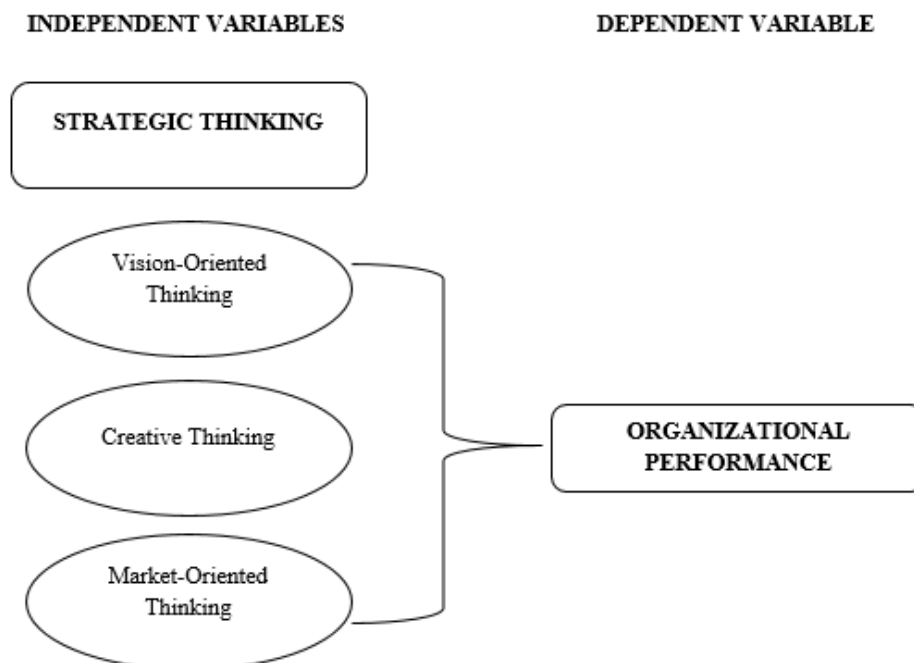 INDEPENDENT VARIABLES
DEPENDENT VARIABLE
STRATEGIC THINKING
Vision-Oriented
Thinking
Creative Thinking
ORGANIZATIONAL
PERFORMANCE
Market-Oriented
Thinking